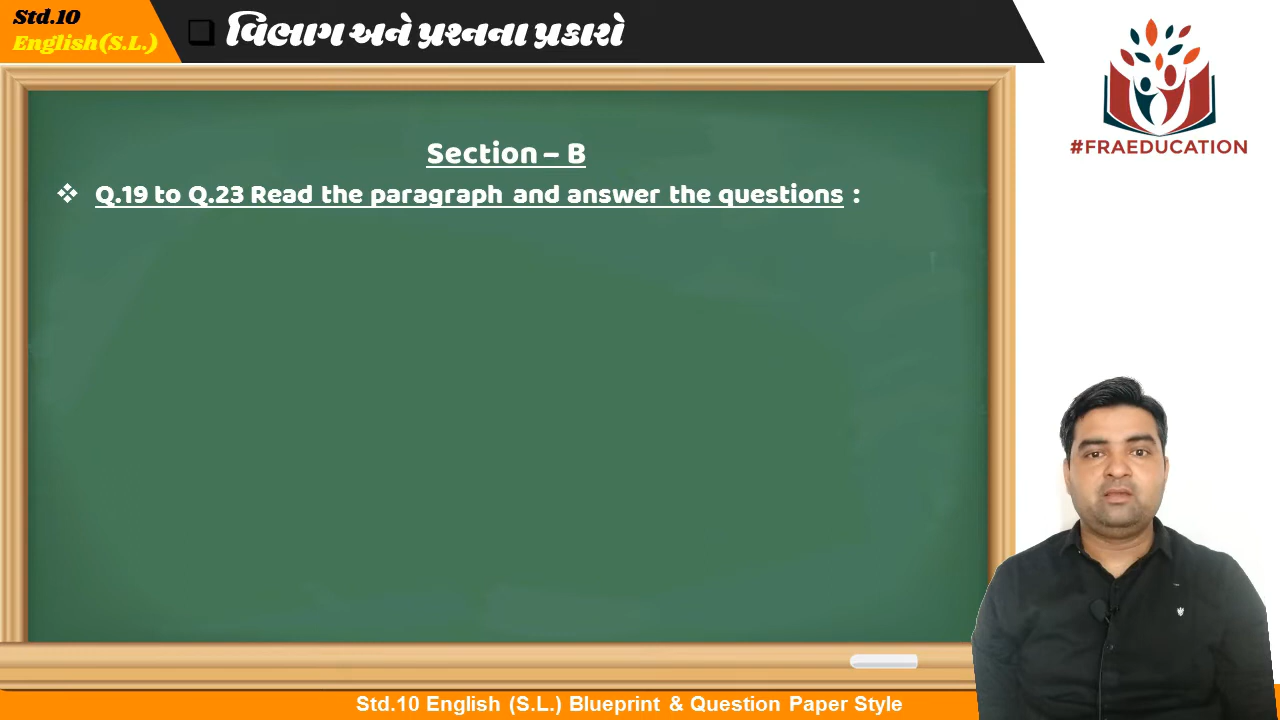 Std.10
English(S.L.)
વિભાગ અને પ્રશ્નના પ્રકારો
#FRAEDUCATION
Section – B
Q.19 to Q.23 Read the paragraph and answer the questions :
Std.10 English (S.L.) Blueprint & Question Paper Style